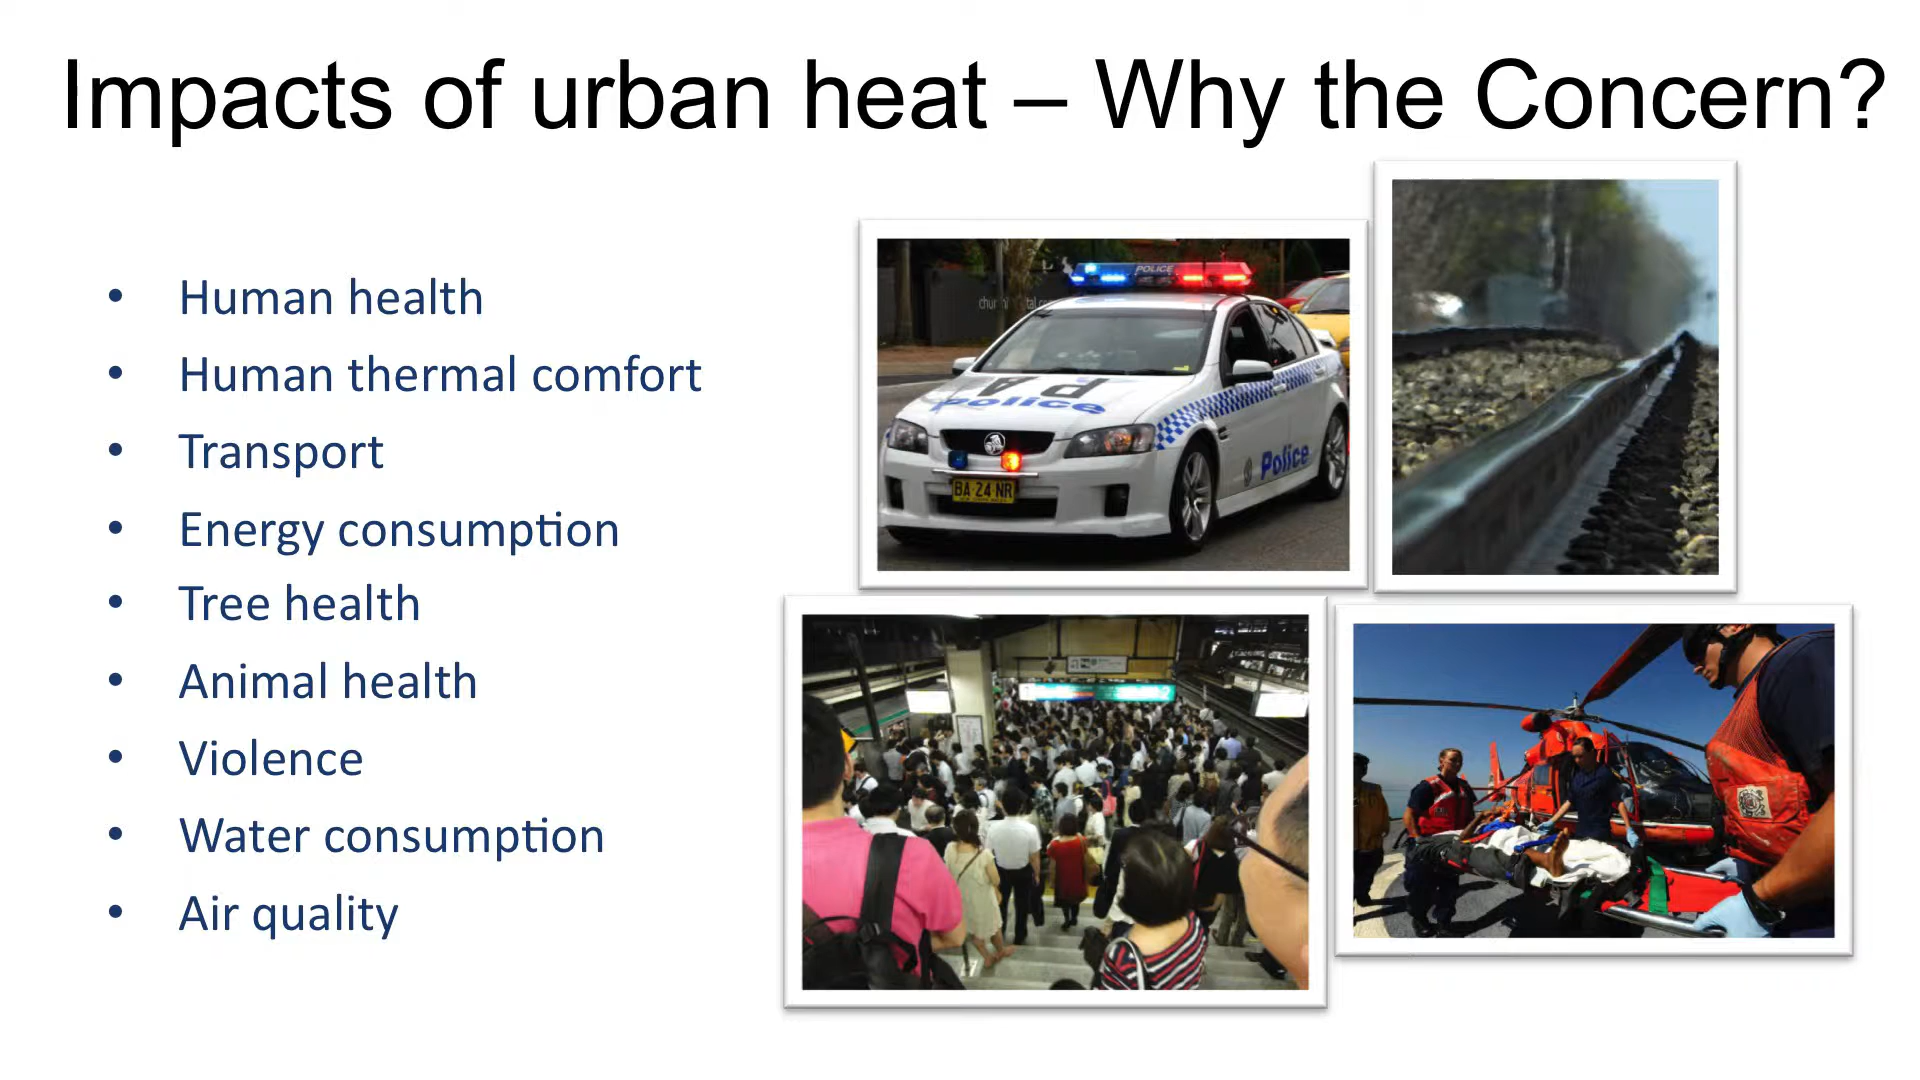 Impacts of urban heat – Why the Concern?
• Human health
• Human thermal comfort
• Transport
• Energy consumption
• Tree health
• Animal health
• Violence
• Water consumption
• Air quality
POLICE
Police
BA·24·NR
Police